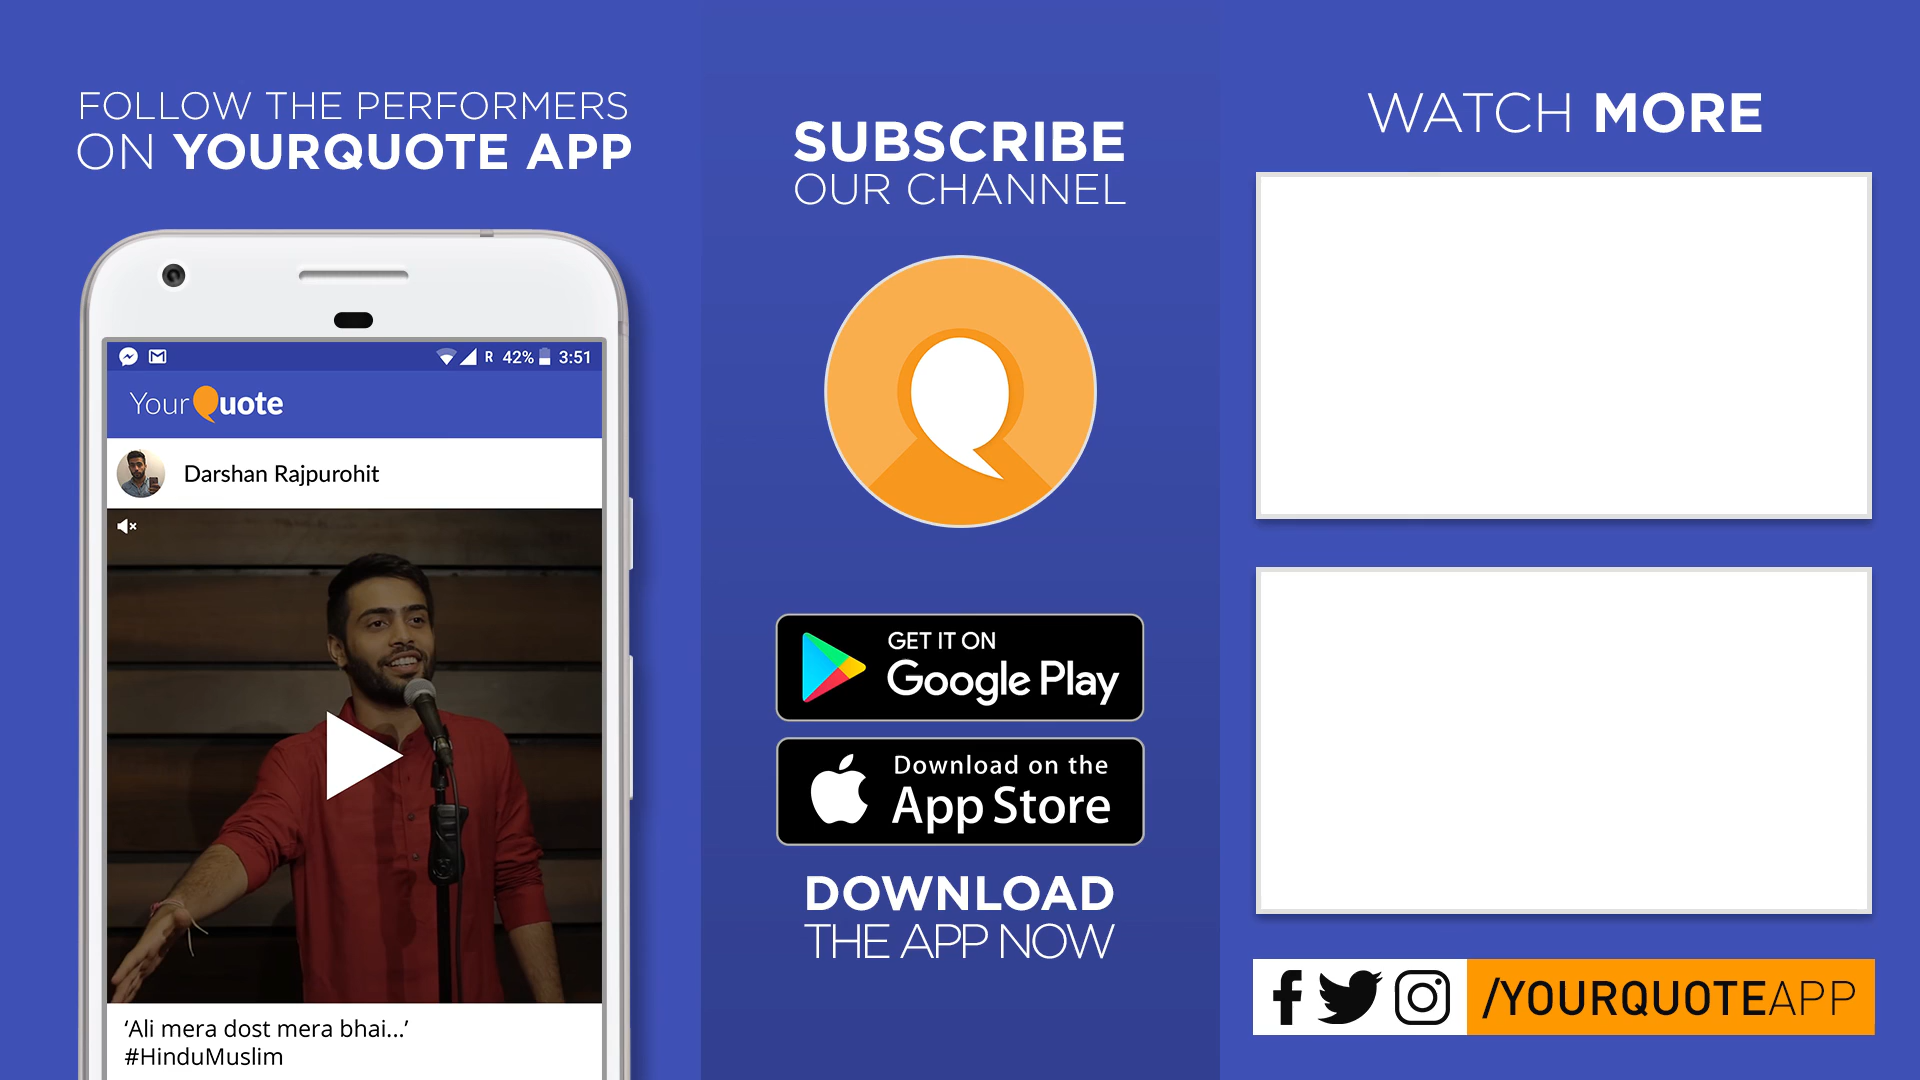 FOLLOW THE PERFORMERS
ON YOURQUOTE APP
R 42% 3:51
YourQuote
Darshan Rajpurohit
‘Ali mera dost mera bhai...’
#HinduMuslim
SUBSCRIBE
OUR CHANNEL
GET IT ON
Google Play
Download on the
App Store
DOWNLOAD
THE APP NOW
WATCH MORE
/YOURQUOTEAPP